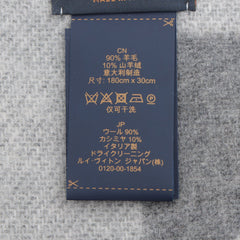 CN
90% 羊毛
10% 山羊绒
意大利制造
尺寸: 180cm x 30cm
仅可干洗
JP
ウール 90%
カシミヤ 10%
イタリア製
ドライクリーニング
ルイ・ヴィトン ジャパン(株)
0120-00-1854